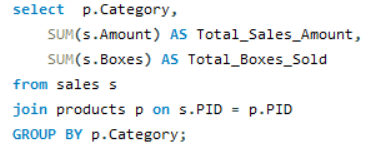 select  p.Category,
    SUM(s.Amount) AS Total_Sales_Amount,
    SUM(s.Boxes) AS Total_Boxes_Sold
from sales s
join products p on s.PID = p.PID
GROUP BY p.Category;